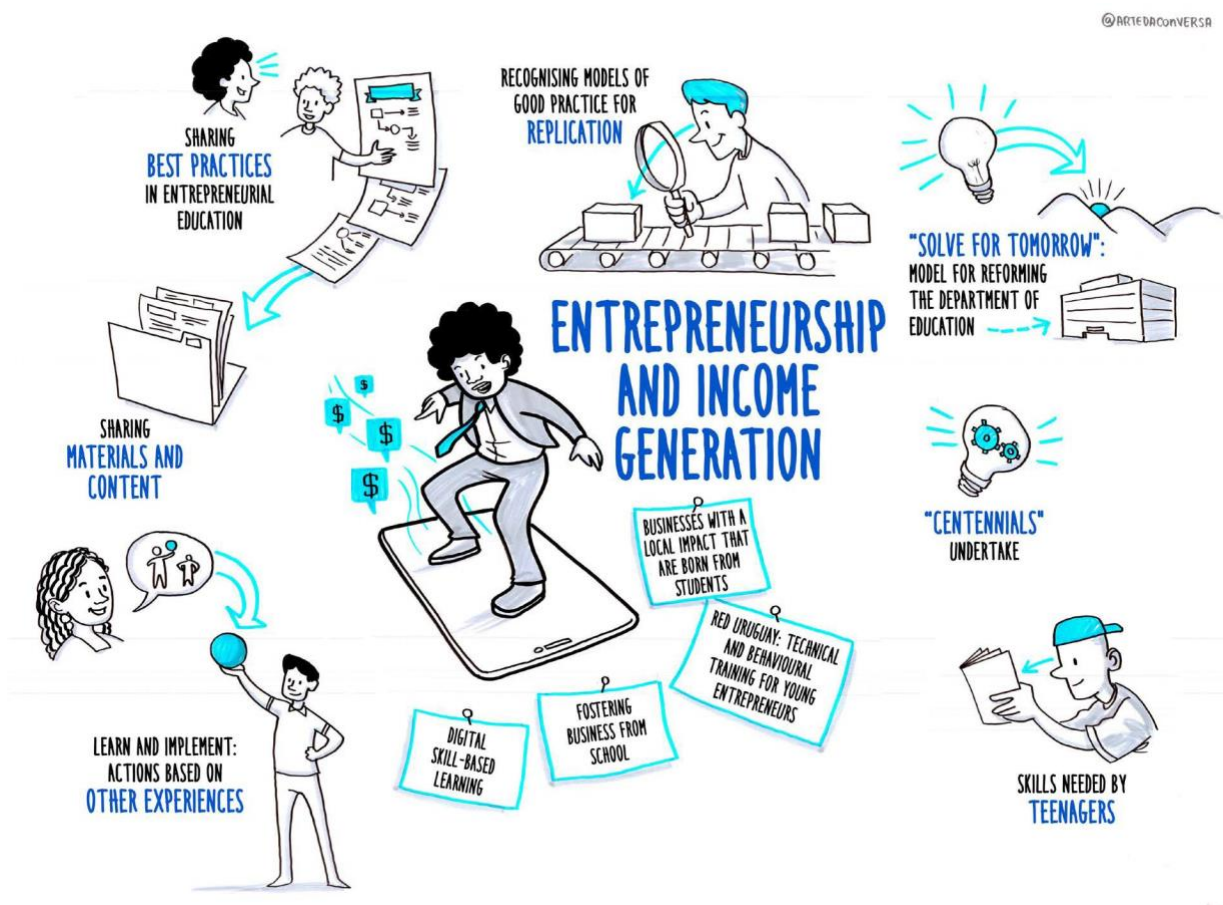 @ARTEDACONVERSA
SHARING
BEST PRACTICES
IN ENTREPRENEURIAL
EDUCATION
RECOGNISING MODELS OF
GOOD PRACTICE FOR
REPLICATION
"SOLVE FOR TOMORROW":
MODEL FOR REFORMING
THE DEPARTMENT OF
EDUCATION
SHARING
MATERIALS AND
CONTENT
ENTREPRENEURSHIP
AND INCOME
GENERATION
$
$
$
$
"CENTENNIALS"
UNDERTAKE
BUSINESSES WITH A
LOCAL IMPACT THAT
ARE BORN FROM
STUDENTS
RED URUGUAY: TECHNICAL
AND BEHAVIOURAL
TRAINING FOR YOUNG
ENTREPRENEURS
FOSTERING
BUSINESS FROM
SCHOOL
DIGITAL
SKILL-BASED
LEARNING
LEARN AND IMPLEMENT:
ACTIONS BASED ON
OTHER EXPERIENCES
SKILLS NEEDED BY
TEENAGERS